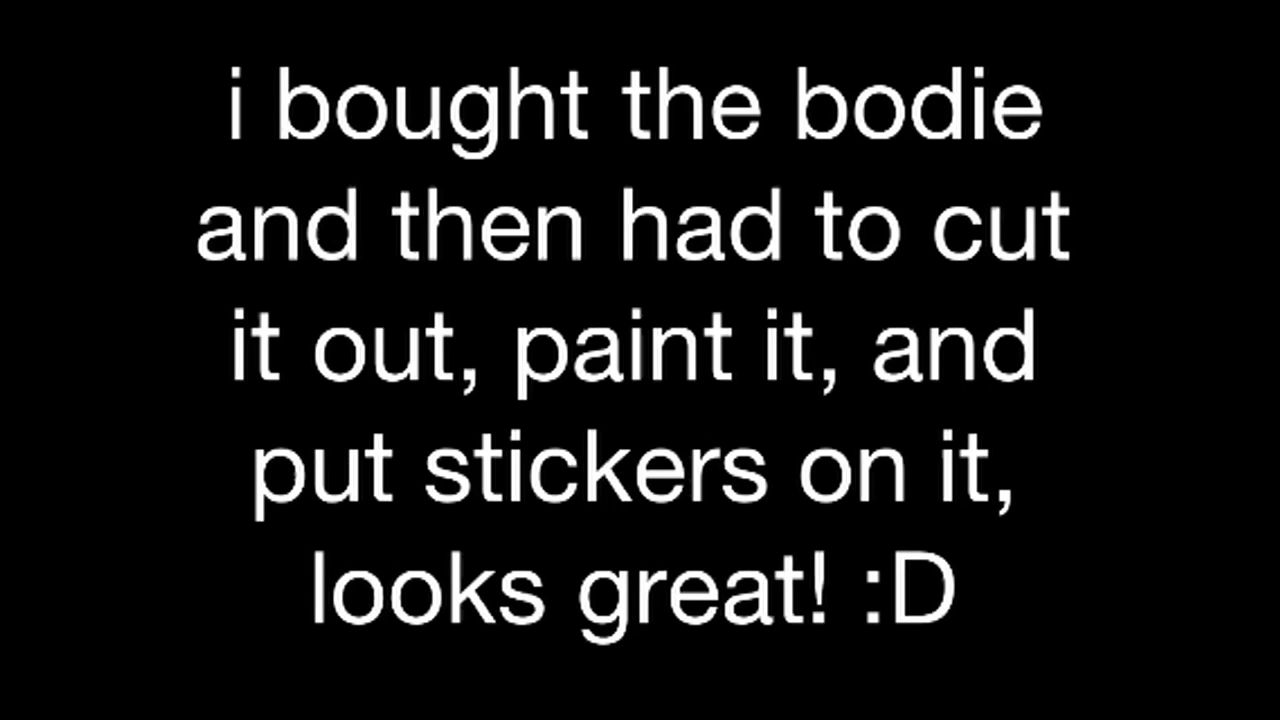 i bought the bodie
and then had to cut
it out, paint it, and
put stickers on it,
looks great! :D